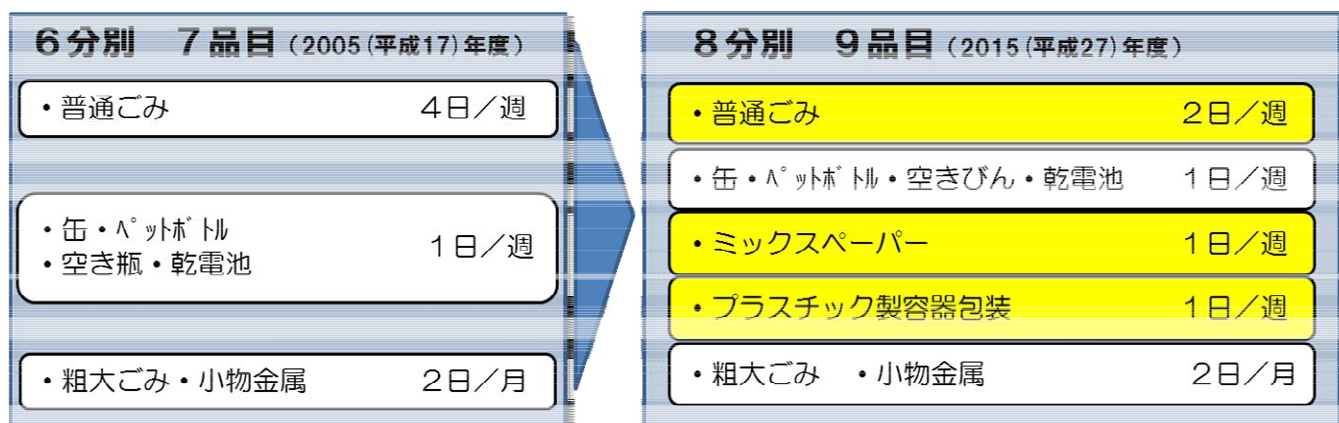 ６分別　７品目（2005(平成17)年度）
・普通ごみ　４日／週
・缶・ﾍﾟｯﾄﾎﾞﾄﾙ
・空き瓶・乾電池　１日／週
・粗大ごみ・小物金属　２日／月
８分別　９品目（2015(平成27)年度）
・普通ごみ　２日／週
・缶・ﾍﾟｯﾄﾎﾞﾄﾙ・空きびん・乾電池　１日／週
・ミックスペーパー　１日／週
・プラスチック製容器包装　１日／週
・粗大ごみ　・小物金属　２日／月